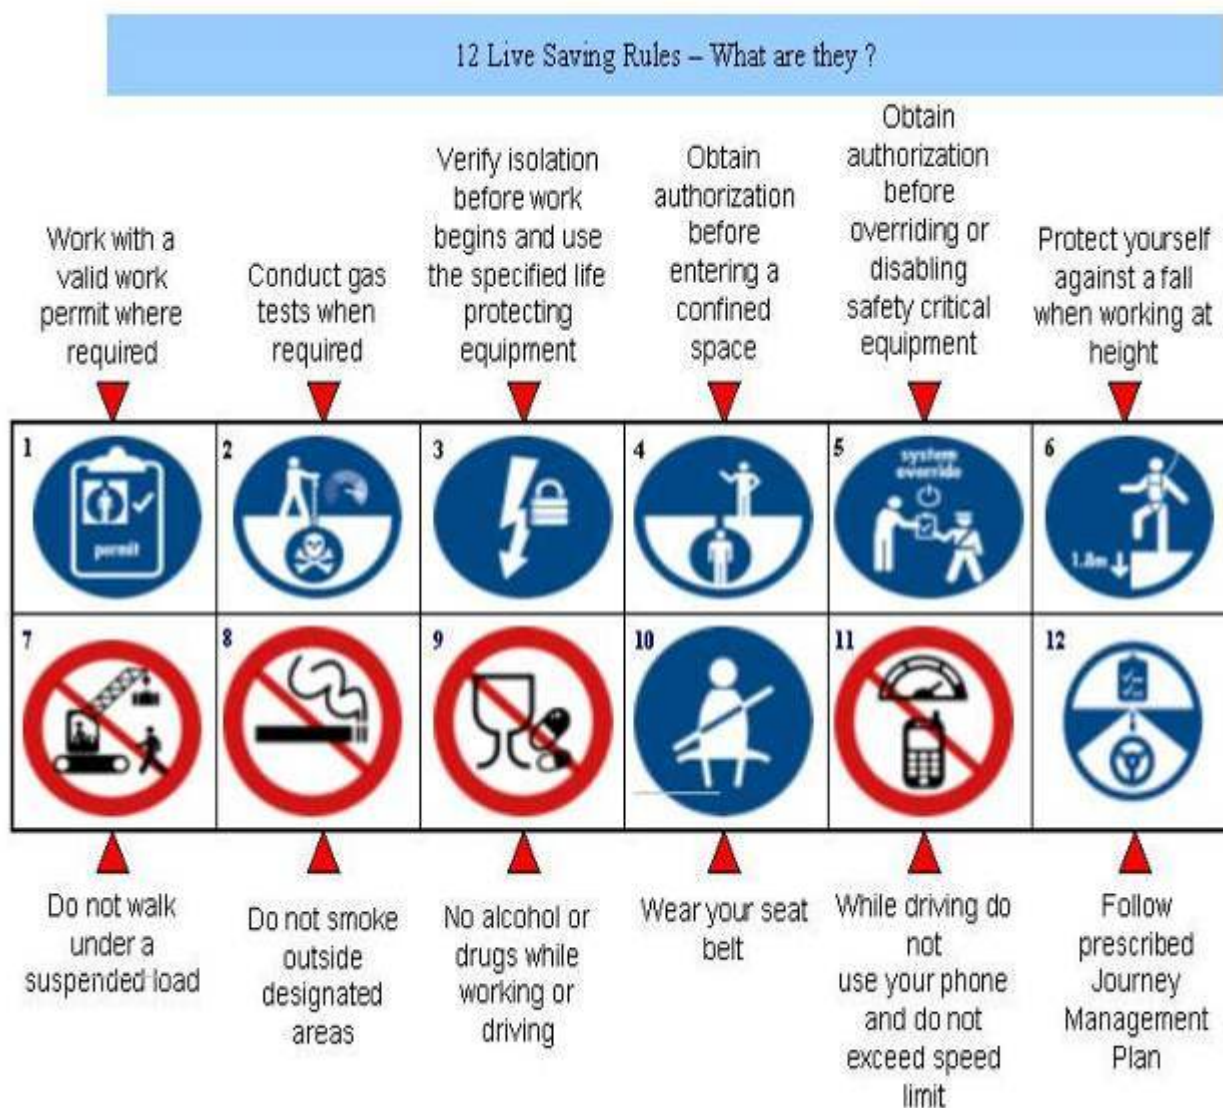 12 Live Saving Rules – What are they ?
Work with a
valid work
permit where
required
Conduct gas
tests when
required
Verify isolation
before work
begins and use
the specified life
protecting
equipment
Obtain
authorization
before
entering a
confined
space
Obtain
authorization
before
overriding or
disabling
safety critical
equipment
Protect yourself
against a fall
when working at
height
1
permit
2
3
4
5
system
override
6
1.8m
7
8
9
10
11
12
Do not walk
under a
suspended load
Do not smoke
outside
designated
areas
No alcohol or
drugs while
working or
driving
Wear your seat
belt
While driving do
not
use your phone
and do not
exceed speed
limit
Follow
prescribed
Journey
Management
Plan